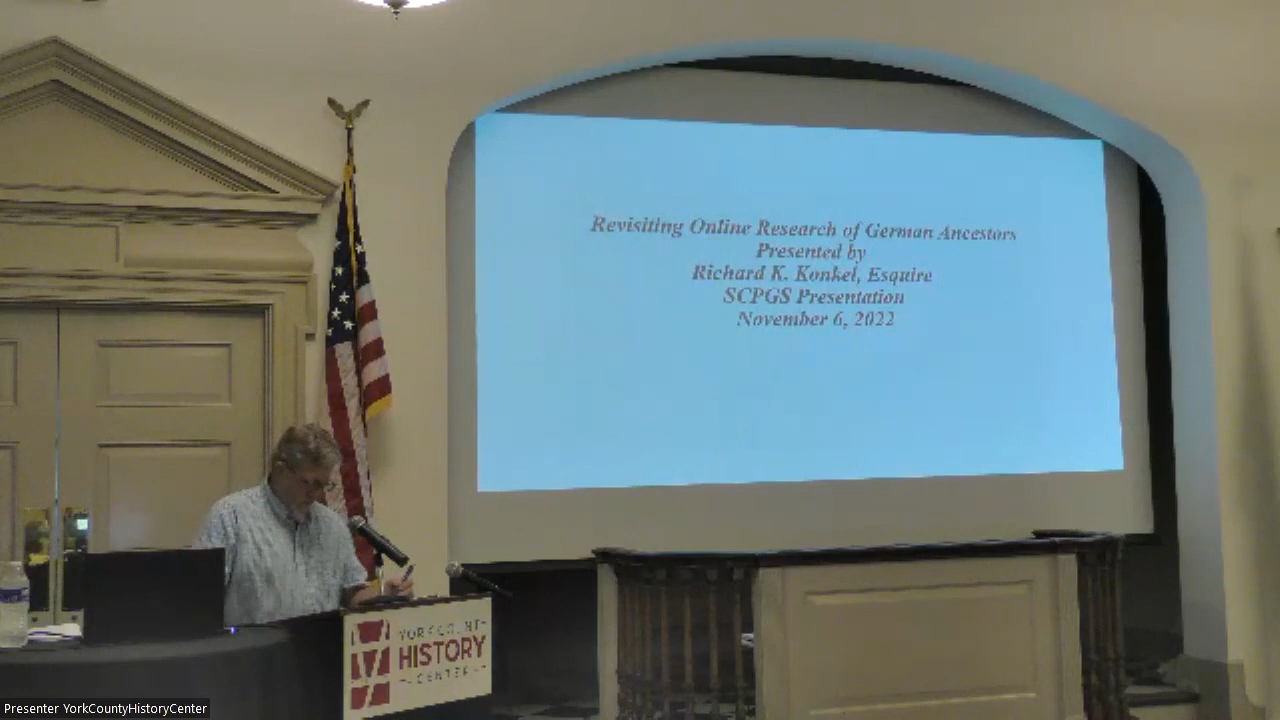 Revisiting Online Research of German Ancestors
Presented by
Richard K. Konkel, Esquire
SCPGS Presentation
November 6, 2022
YORK COUNTY
HISTORY
CENTER
Presenter YorkCountyHistoryCenter